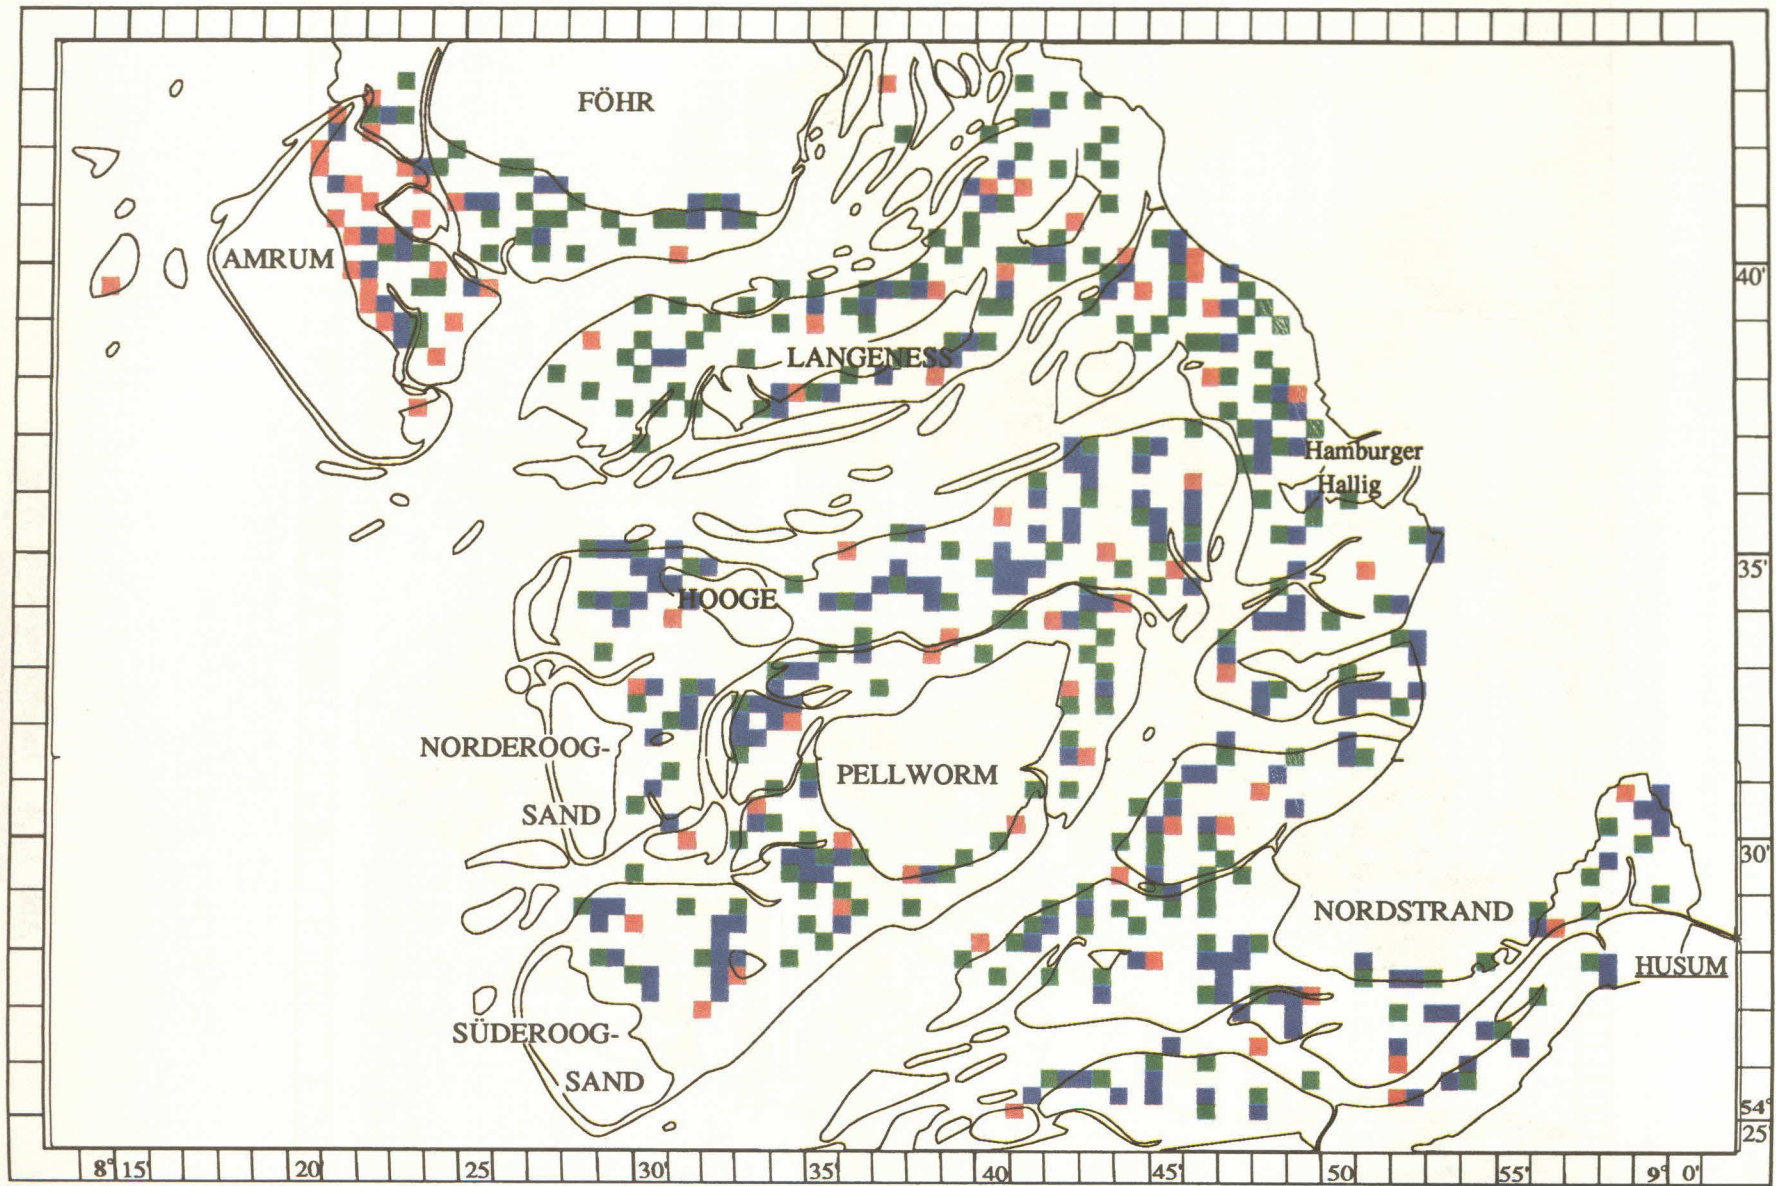 FÖHR
AMRUM
40'
LANGENESS
Hamburger
Hallig
35'
HOOGE
NORDEROOG-
SAND
PELLWORM
30'
NORDSTRAND
HUSUM
SÜDEROOG-
SAND
54°
25'
8° 15' 20' 25' 30' 35' 40' 45' 50' 55' 9° 0'